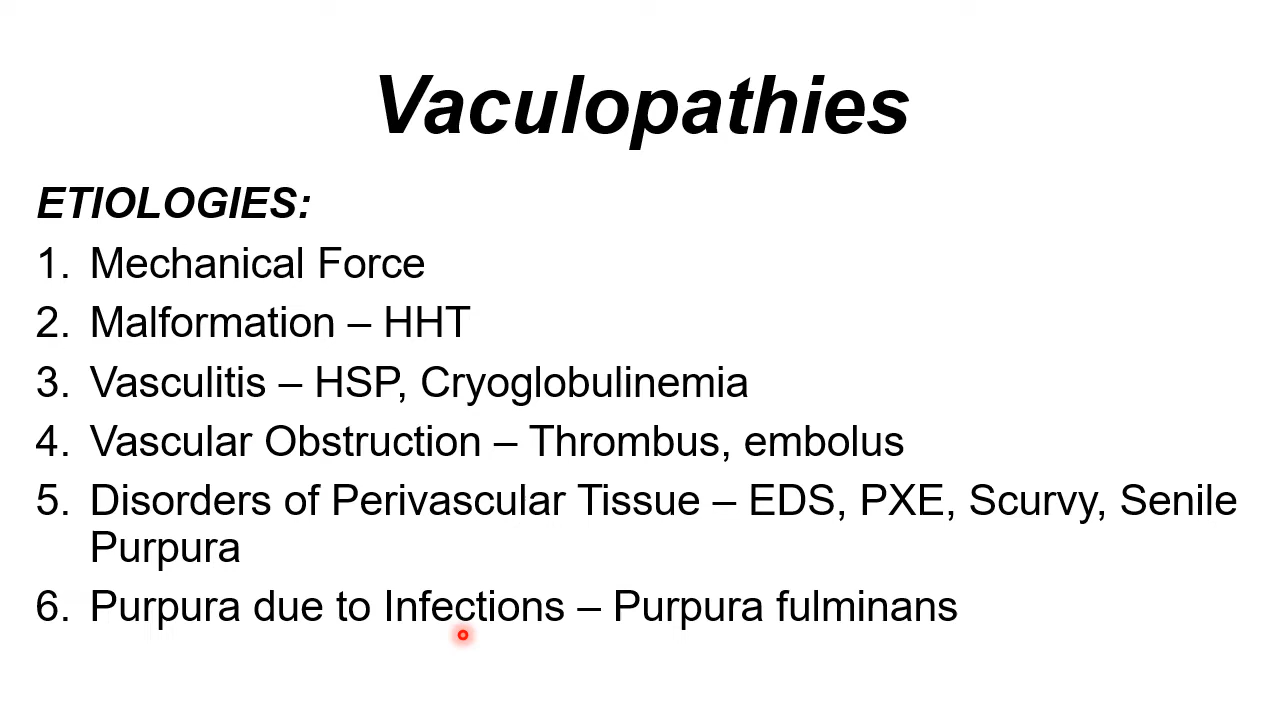 Vaculopathies
ETIOLOGIES:
1. Mechanical Force
2. Malformation – HHT
3. Vasculitis – HSP, Cryoglobulinemia
4. Vascular Obstruction – Thrombus, embolus
5. Disorders of Perivascular Tissue – EDS, PXE, Scurvy, Senile
Purpura
6. Purpura due to Infections – Purpura fulminans